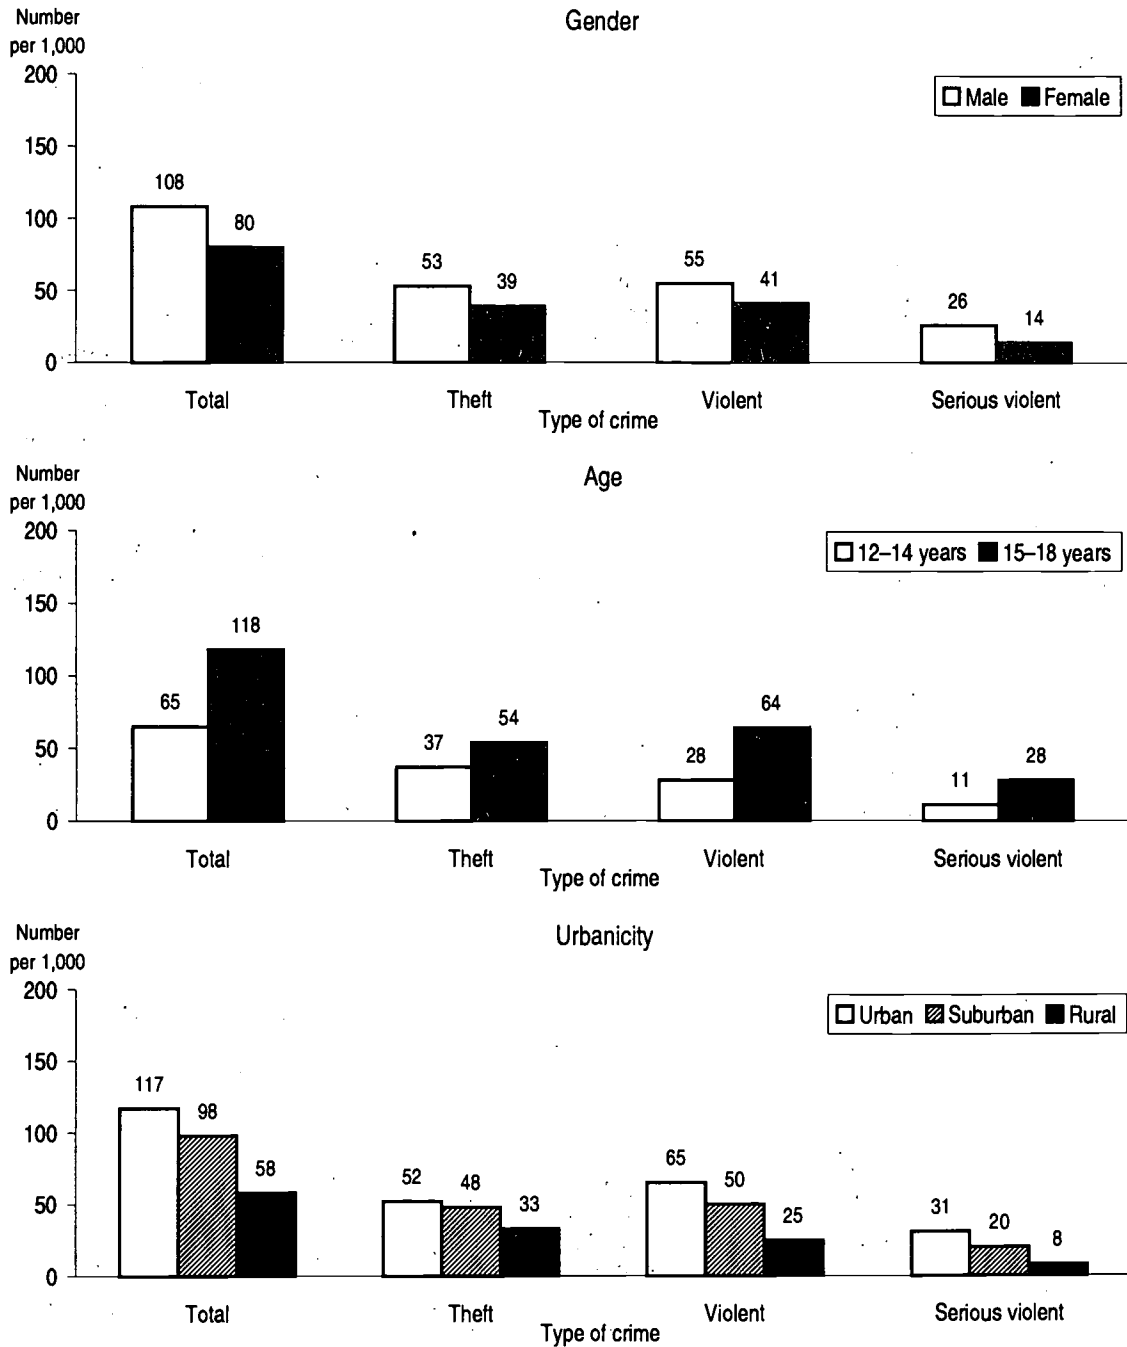 Number
per 1,000
Gender
200
Male Female
150
108
100
80
53
39
55
41
50
26
14
0
Total Theft Violent Serious violent
Type of crime
Number
per 1,000
Age
200
12–14 years 15–18 years
150
118
100
65
54
64
50
37
28
28
11
0
Total Theft Violent Serious violent
Type of crime
Number
per 1,000
Urbanicity
200
Urban Suburban Rural
150
117
98
100
58
52 48
33
65
50
25
50
31
20
8
0
Total Theft Violent Serious violent
Type of crime